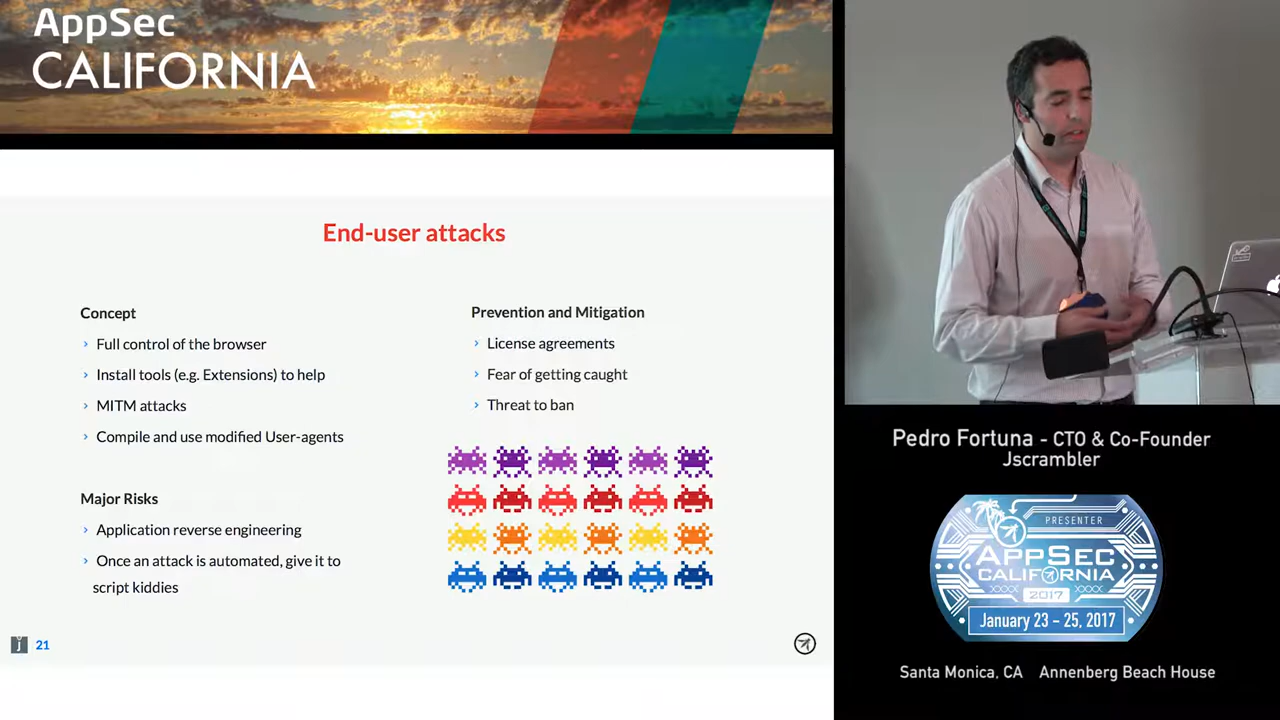 AppSec
CALIFORNIA
End-user attacks
Concept
Full control of the browser
Install tools (e.g. Extensions) to help
MITM attacks
Compile and use modified User-agents
Major Risks
Application reverse engineering
Once an attack is automated, give it to
script kiddies
Prevention and Mitigation
License agreements
Fear of getting caught
Threat to ban
j 21
Pedro Fortuna - CTO & Co-Founder
Jscrambler
PRESENTER
APPSEC
CALIFORNIA
2017
January 23 – 25, 2017
Santa Monica, CA Annenberg Beach House